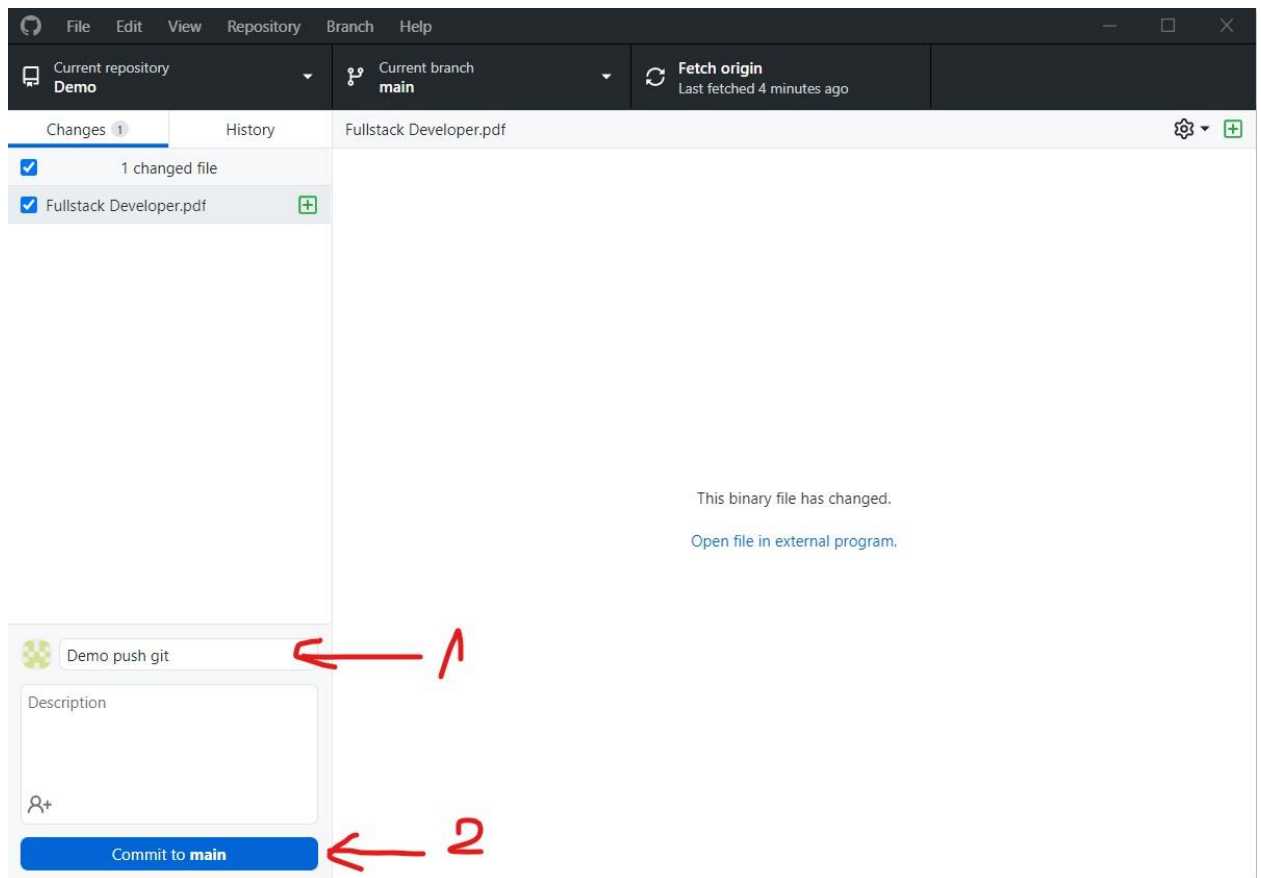 File Edit View Repository Branch Help
Current repository
Demo
Current branch
main
Fetch origin
Last fetched 4 minutes ago
Changes 1
History
Fullstack Developer.pdf
1 changed file
Fullstack Developer.pdf
This binary file has changed.
Open file in external program.
Demo push git
1
Description
Commit to main
2